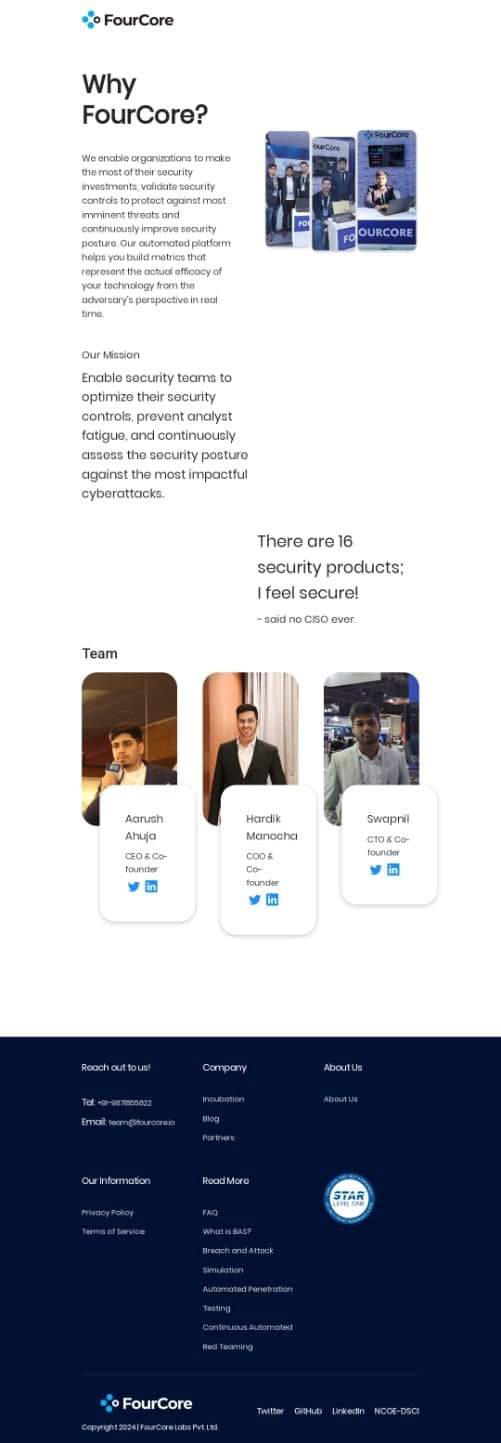 FourCore
Why
FourCore?
We enable organizations to make
the most of their security
investments, validate security
controls to protect against most
imminent threats and
continuously improve security
posture. Our automated platform
helps you build metrics that
represent the actual efficacy of
your technology from the
adversary's perspective in real
time.
ourCore
FourCore
FO
FO
OURCORE
Our Mission
Enable security teams to
optimize their security
controls, prevent analyst
fatigue, and continuously
assess the security posture
against the most impactful
cyberattacks.
There are 16
security products;
I feel secure!
- said no CISO ever.
Team
Aarush
Ahuja
CEO & Co-
founder
Hardik
Manocha
COO &
Co-
founder
Swapnil
CTO & Co-
founder
Reach out to us!
Tel: +91-9871855822
Email: team@fourcore.io
Company
Incubation
Blog
Partners
About Us
About Us
Our Information
Privacy Policy
Terms of Service
Read More
FAQ
What is BAS?
Breach and Attack
Simulation
Automated Penetration
Testing
Continuous Automated
Red Teaming
STAR
LEVEL ONE
FourCore
Copyright 2024 | FourCore Labs Pvt. Ltd.
Twitter GitHub LinkedIn NCOE-DSCI